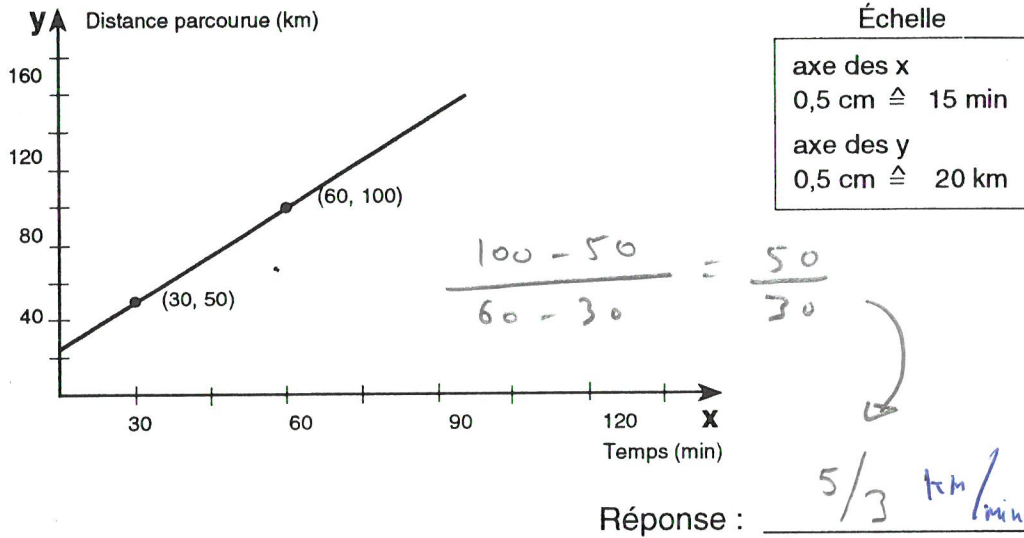 y Distance parcourue (km)
Échelle
axe des x
0,5 cm ≙ 15 min
axe des y
0,5 cm ≙ 20 km
160
120
80
40
(60, 100)
(30, 50)
100 - 50 / 60 - 30 = 50 / 30
30 60 90 120 x
Temps (min)
Réponse : 5/3 km/min